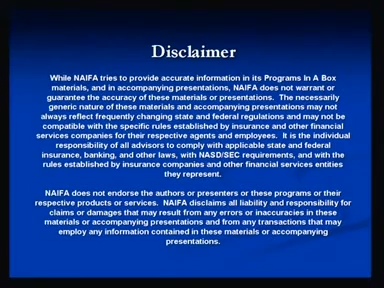 Disclaimer
While NAIFA tries to provide accurate information in its Programs In A Box
materials, and in accompanying presentations, NAIFA does not warrant or
guarantee the accuracy of these materials or presentations.  The necessarily
generic nature of these materials and accompanying presentations may not
always reflect frequently changing state and federal regulations and may not be
compatible with the specific rules established by insurance and other financial
services companies for their respective agents and employees.  It is the individual
responsibility of all advisors to comply with applicable state and federal
insurance, banking, and other laws, with NASD/SEC requirements, and with the
rules established by insurance companies and other financial services entities
they represent.
NAIFA does not endorse the authors or presenters or these programs or their
respective products or services.  NAIFA disclaims all liability and responsibility for
claims or damages that may result from any errors or inaccuracies in these
materials or accompanying presentations and from any transactions that may
employ any information contained in these materials or accompanying
presentations.